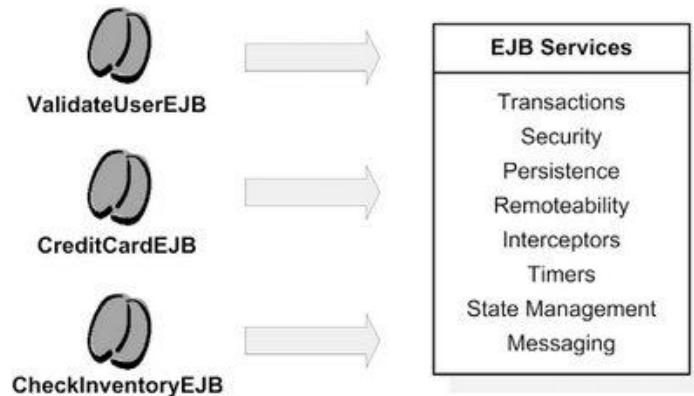 ValidateUserEJB
CreditCardEJB
CheckInventoryEJB
EJB Services
Transactions
Security
Persistence
Remoteability
Interceptors
Timers
State Management
Messaging